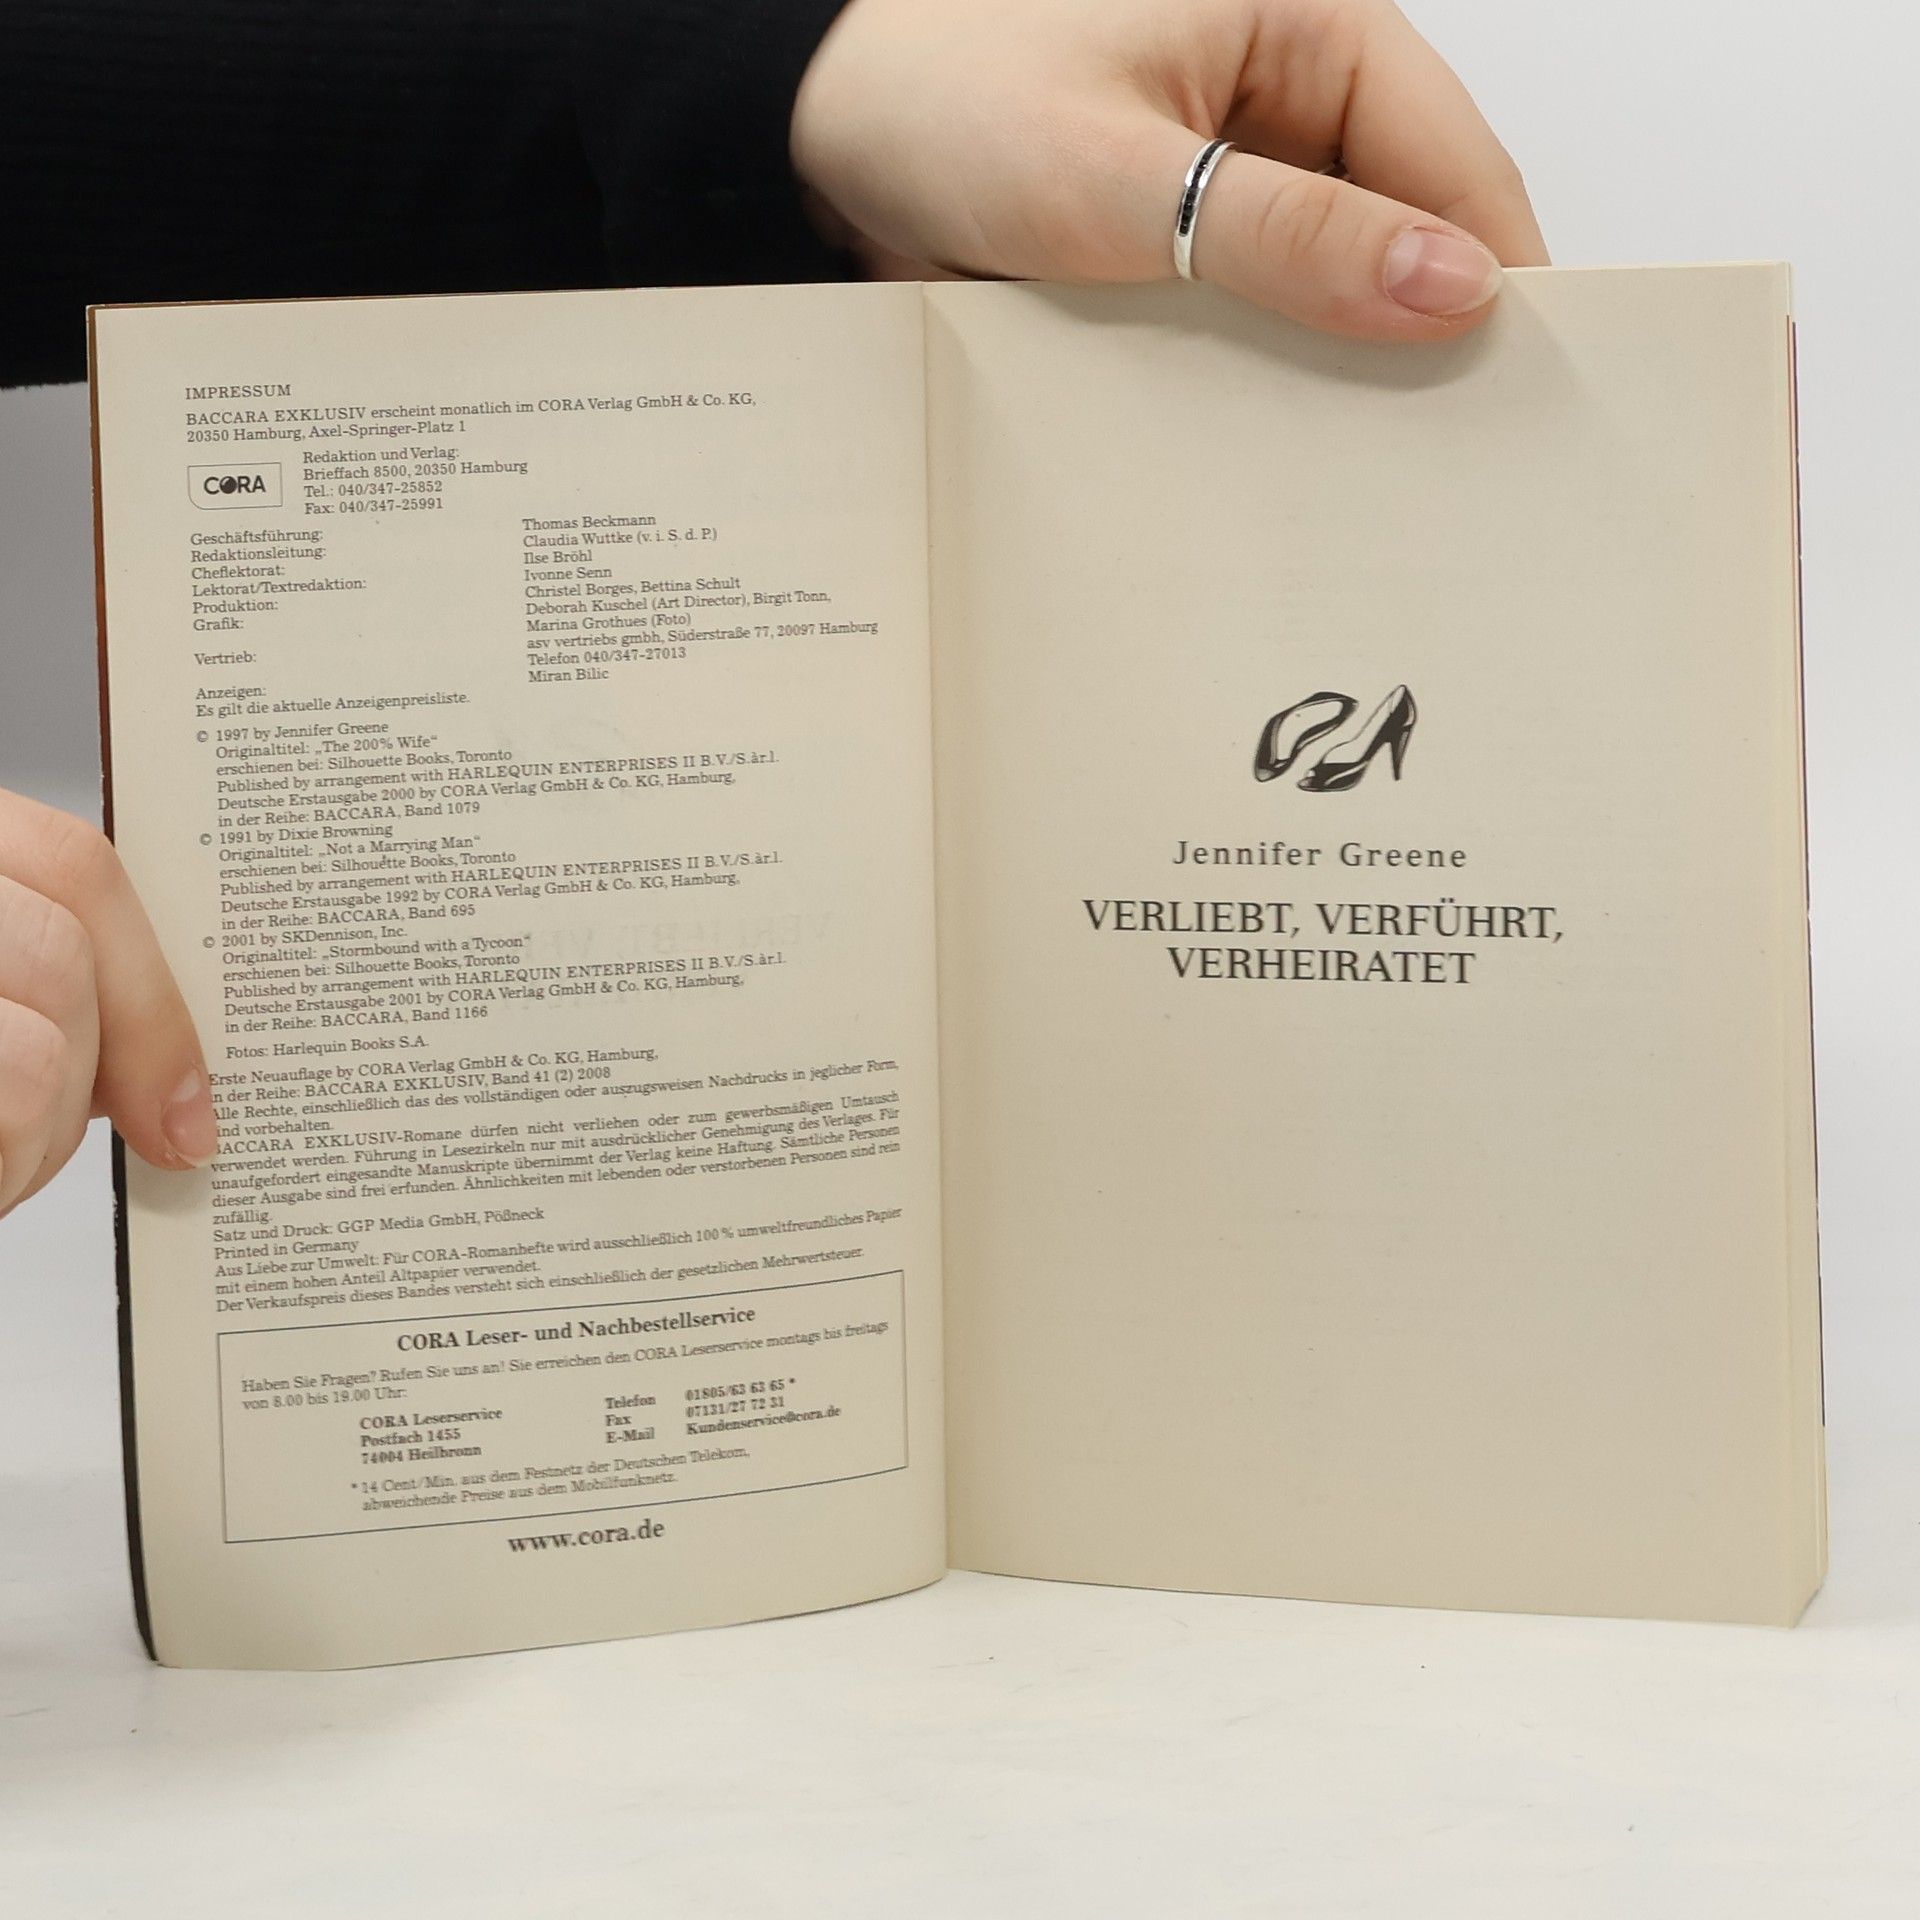 IMPRESSUM
BACCARA EXKLUSIV erscheint monatlich im CORA Verlag GmbH & Co. KG,
20350 Hamburg, Axel-Springer-Platz 1
CORA
Redaktion und Verlag:
Brieffach 8500, 20350 Hamburg
Tel.: 040/347-25852
Fax: 040/347-25991
Geschäftsführung:
Redaktionsleitung:
Cheflektorat:
Lektorat/Textredaktion:
Produktion:
Grafik:
Vertrieb:
Anzeigen:
Thomas Beckmann
Claudia Wuttke (v. i. S. d. P.)
Ilse Bröhl
Ivonne Senn
Christel Borges, Bettina Schult
Deborah Kuschel (Art Director), Birgit Tonn,
Marina Grothues (Foto)
asv vertriebs gmbh, Süderstraße 77, 20097 Hamburg
Telefon 040/347-27013
Miran Bilic
Es gilt die aktuelle Anzeigenpreisliste.
© 1997 by Jennifer Greene
Originaltitel: „The 200% Wife“
erschienen bei: Silhouette Books, Toronto
Published by arrangement with HARLEQUIN ENTERPRISES II B.V./S.àr.l.
Deutsche Erstausgabe 2000 by CORA Verlag GmbH & Co. KG, Hamburg,
in der Reihe: BACCARA, Band 1079
© 1991 by Dixie Browning
Originaltitel: „Not a Marrying Man“
erschienen bei: Silhouette Books, Toronto
Published by arrangement with HARLEQUIN ENTERPRISES II B.V./S.àr.l.
Deutsche Erstausgabe 1992 by CORA Verlag GmbH & Co. KG, Hamburg,
in der Reihe: BACCARA, Band 695
© 2001 by SKDennison, Inc.
Originaltitel: „Stormbound with a Tycoon“
erschienen bei: Silhouette Books, Toronto
Published by arrangement with HARLEQUIN ENTERPRISES II B.V./S.àr.l.
Deutsche Erstausgabe 2001 by CORA Verlag GmbH & Co. KG, Hamburg,
in der Reihe: BACCARA, Band 1166
Fotos: Harlequin Books S.A.
Erste Neuauflage by CORA Verlag GmbH & Co. KG, Hamburg,
in der Reihe: BACCARA EXKLUSIV, Band 41 (2) 2008
Alle Rechte, einschließlich das des vollständigen oder auszugsweisen Nachdrucks in jeglicher Form,
sind vorbehalten.
BACCARA EXKLUSIV-Romane dürfen nicht verliehen oder zum gewerbsmäßigen Umtausch
verwendet werden. Führung in Lesezirkeln nur mit ausdrücklicher Genehmigung des Verlages. Für
unaufgefordert eingesandte Manuskripte übernimmt der Verlag keine Haftung. Sämtliche Personen
dieser Ausgabe sind frei erfunden. Ähnlichkeiten mit lebenden oder verstorbenen Personen sind rein
zufällig.
Satz und Druck: GGP Media GmbH, Pößneck
Printed in Germany
Aus Liebe zur Umwelt: Für CORA-Romanhefte wird ausschließlich 100 % umweltfreundliches Papier
mit einem hohen Anteil Altpapier verwendet.
Der Verkaufspreis dieses Bandes versteht sich einschließlich der gesetzlichen Mehrwertsteuer.
CORA Leser- und Nachbestellservice
Haben Sie Fragen? Rufen Sie uns an! Sie erreichen den CORA Leserservice montags bis freitags
von 8.00 bis 19.00 Uhr:
CORA Leserservice
Postfach 1455
74004 Heilbronn
Telefon 01805/63 63 65 *
Fax 07131/27 72 31
E-Mail Kundenservice@cora.de
* 14 Cent/Min. aus dem Festnetz der Deutschen Telekom,
abweichende Preise aus dem Mobilfunknetz.
www.cora.de
Jennifer Greene
VERLIEBT, VERFÜHRT,
VERHEIRATET